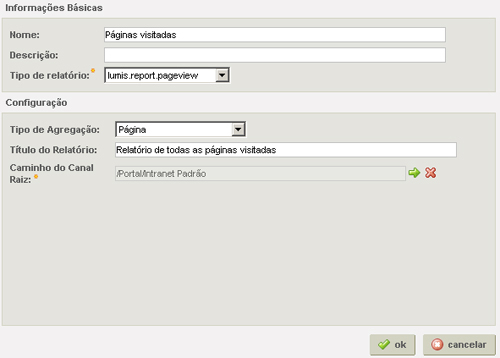 Informações Básicas
Nome: Páginas visitadas
Descrição:
Tipo de relatório: lumis.report.pageview
Configuração
Tipo de Agregação: Página
Título do Relatório: Relatório de todas as páginas visitadas
Caminho do Canal
Raiz: /Portal/Intranet Padrão
ok cancelar